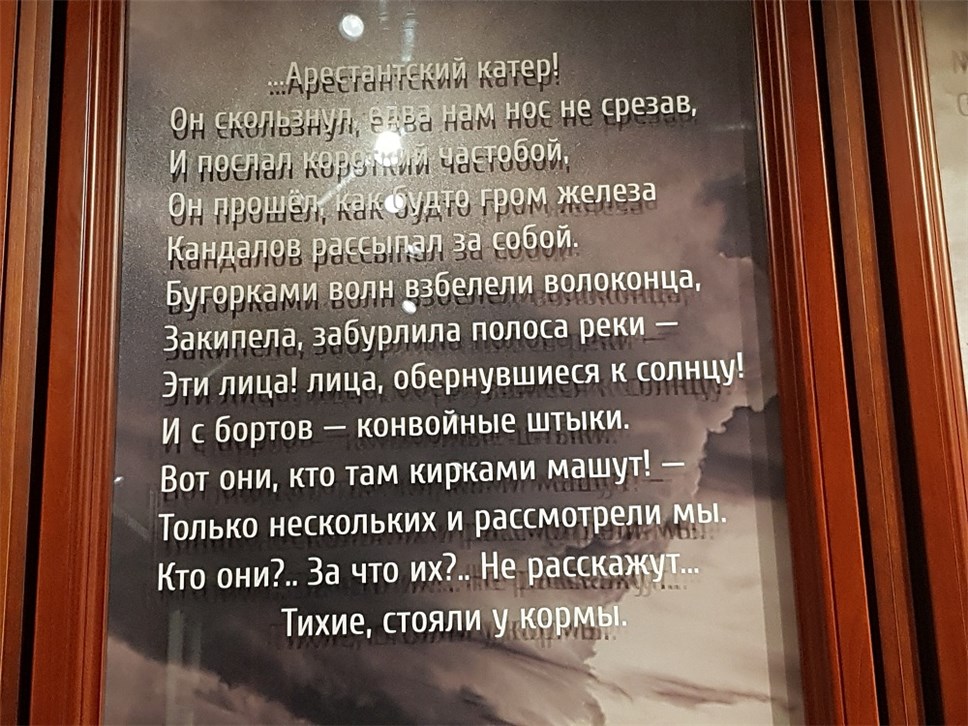 ...Арестантский катер!
Он скользнул, едва нам нос не срезав,
И послал короткий частобой,
Он прошёл, как будто гром железа
Кандалов рассыпал за собой.
Бугорками волн взбелели волоконца,
Закипела, забурлила полоса реки —
Эти лица! лица, обернувшиеся к солнцу!
И с бортов — конвойные штыки.
Вот они, кто там кирками машут! —
Только нескольких и рассмотрели мы.
Кто они?.. За что их?.. Не расскажут...
Тихие, стояли у кормы.